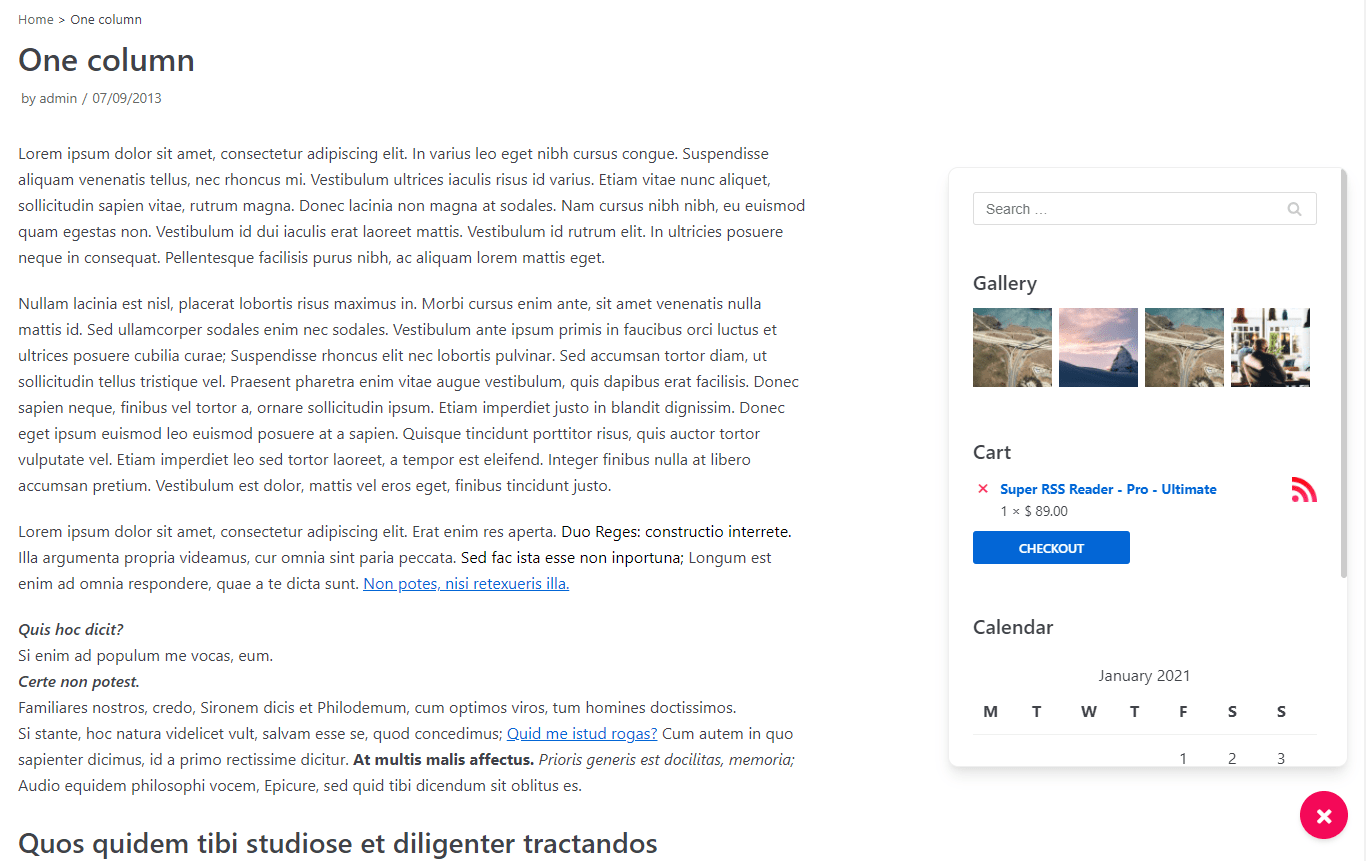 Home > One column
One column
by admin / 07/09/2013
Lorem ipsum dolor sit amet, consectetur adipiscing elit. In varius leo eget nibh cursus congue. Suspendisse
aliquam venenatis tellus, nec rhoncus mi. Vestibulum ultrices iaculis risus id varius. Etiam vitae nunc aliquet,
sollicitudin sapien vitae, rutrum magna. Donec lacinia non magna at sodales. Nam cursus nibh nibh, eu euismod
quam egestas non. Vestibulum id dui iaculis erat laoreet mattis. Vestibulum id rutrum elit. In ultricies posuere
neque in consequat. Pellentesque facilisis purus nibh, ac aliquam lorem mattis eget.
Nullam lacinia est nisl, placerat lobortis risus maximus in. Morbi cursus enim ante, sit amet venenatis nulla
mattis id. Sed ullamcorper sodales enim nec sodales. Vestibulum ante ipsum primis in faucibus orci luctus et
ultrices posuere cubilia curae; Suspendisse rhoncus elit nec lobortis pulvinar. Sed accumsan tortor diam, ut
sollicitudin tellus tristique vel. Praesent pharetra enim vitae augue vestibulum, quis dapibus erat facilisis. Donec
sapien neque, finibus vel tortor a, ornare sollicitudin ipsum. Etiam imperdiet justo in blandit dignissim. Donec
eget ipsum euismod leo euismod posuere at a sapien. Quisque tincidunt porttitor risus, quis auctor tortor
vulputate vel. Etiam imperdiet leo sed tortor laoreet, a tempor est eleifend. Integer finibus nulla at libero
accumsan pretium. Vestibulum est dolor, mattis vel eros eget, finibus tincidunt justo.
Lorem ipsum dolor sit amet, consectetur adipiscing elit. Erat enim res aperta. Duo Reges: constructio interrete.
Illa argumenta propria videamus, cur omnia sint paria peccata. Sed fac ista esse non inportuna; Longum est
enim ad omnia respondere, quae a te dicta sunt. Non potes, nisi retexueris illa.
Quis hoc dicit?
Si enim ad populum me vocas, eum.
Certe non potest.
Familiares nostros, credo, Sironem dicis et Philodemum, cum optimos viros, tum homines doctissimos.
Si stante, hoc natura videlicet vult, salvam esse se, quod concedimus; Quid me istud rogas? Cum autem in quo
sapienter dicimus, id a primo rectissime dicitur. At multis malis affectus. Prioris generis est docilitas, memoria;
Audio equidem philosophi vocem, Epicure, sed quid tibi dicendum sit oblitus es.
Quos quidem tibi studiose et diligenter tractandos
Search …
Gallery
Cart
× Super RSS Reader - Pro - Ultimate
1 × $ 89.00
CHECKOUT
Calendar
January 2021
M T W T F S S
1 2 3